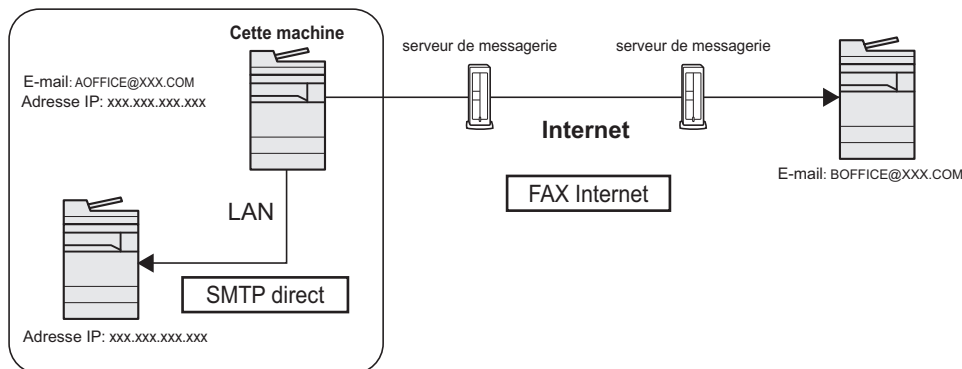 Cette machine
serveur de messagerie
serveur de messagerie
E-mail: AOFFICE@XXX.COM
Adresse IP: xxx.xxx.xxx.xxx
Internet
E-mail: BOFFICE@XXX.COM
FAX Internet
LAN
SMTP direct
Adresse IP: xxx.xxx.xxx.xxx